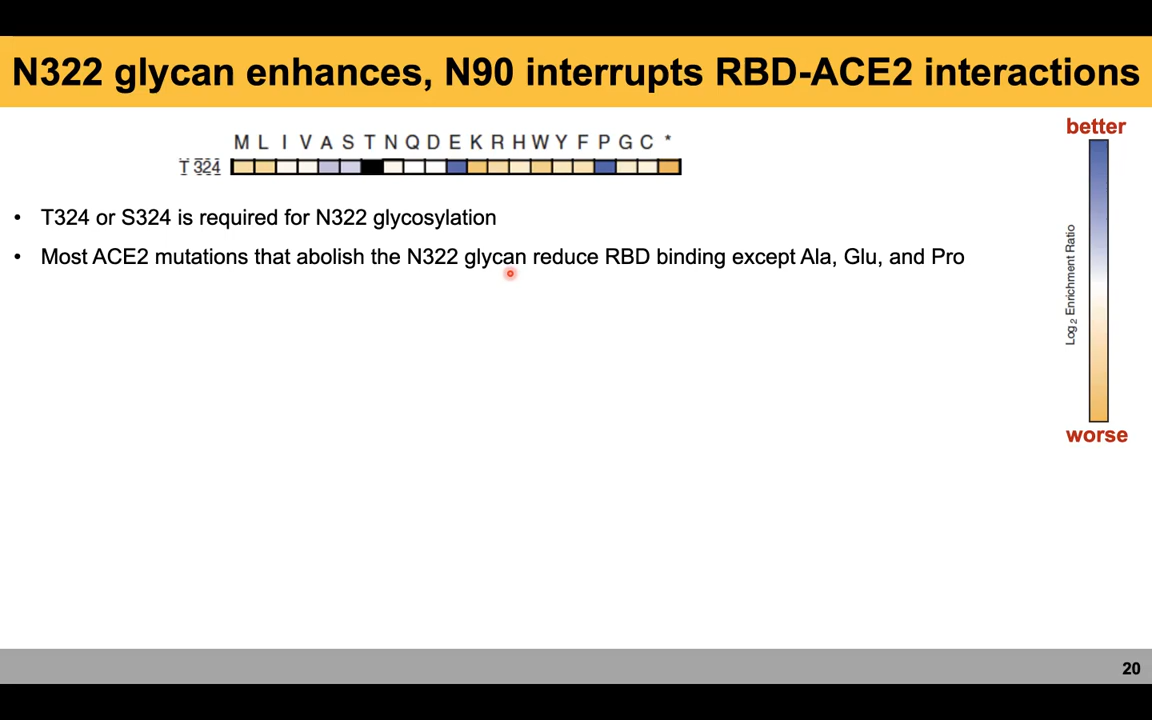 N322 glycan enhances, N90 interrupts RBD-ACE2 interactions
better
M L I V A S T N Q D E K R H W Y F P G C *
T 324
• T324 or S324 is required for N322 glycosylation
• Most ACE2 mutations that abolish the N322 glycan reduce RBD binding except Ala, Glu, and Pro
Log2 Enrichment Ratio
worse
20